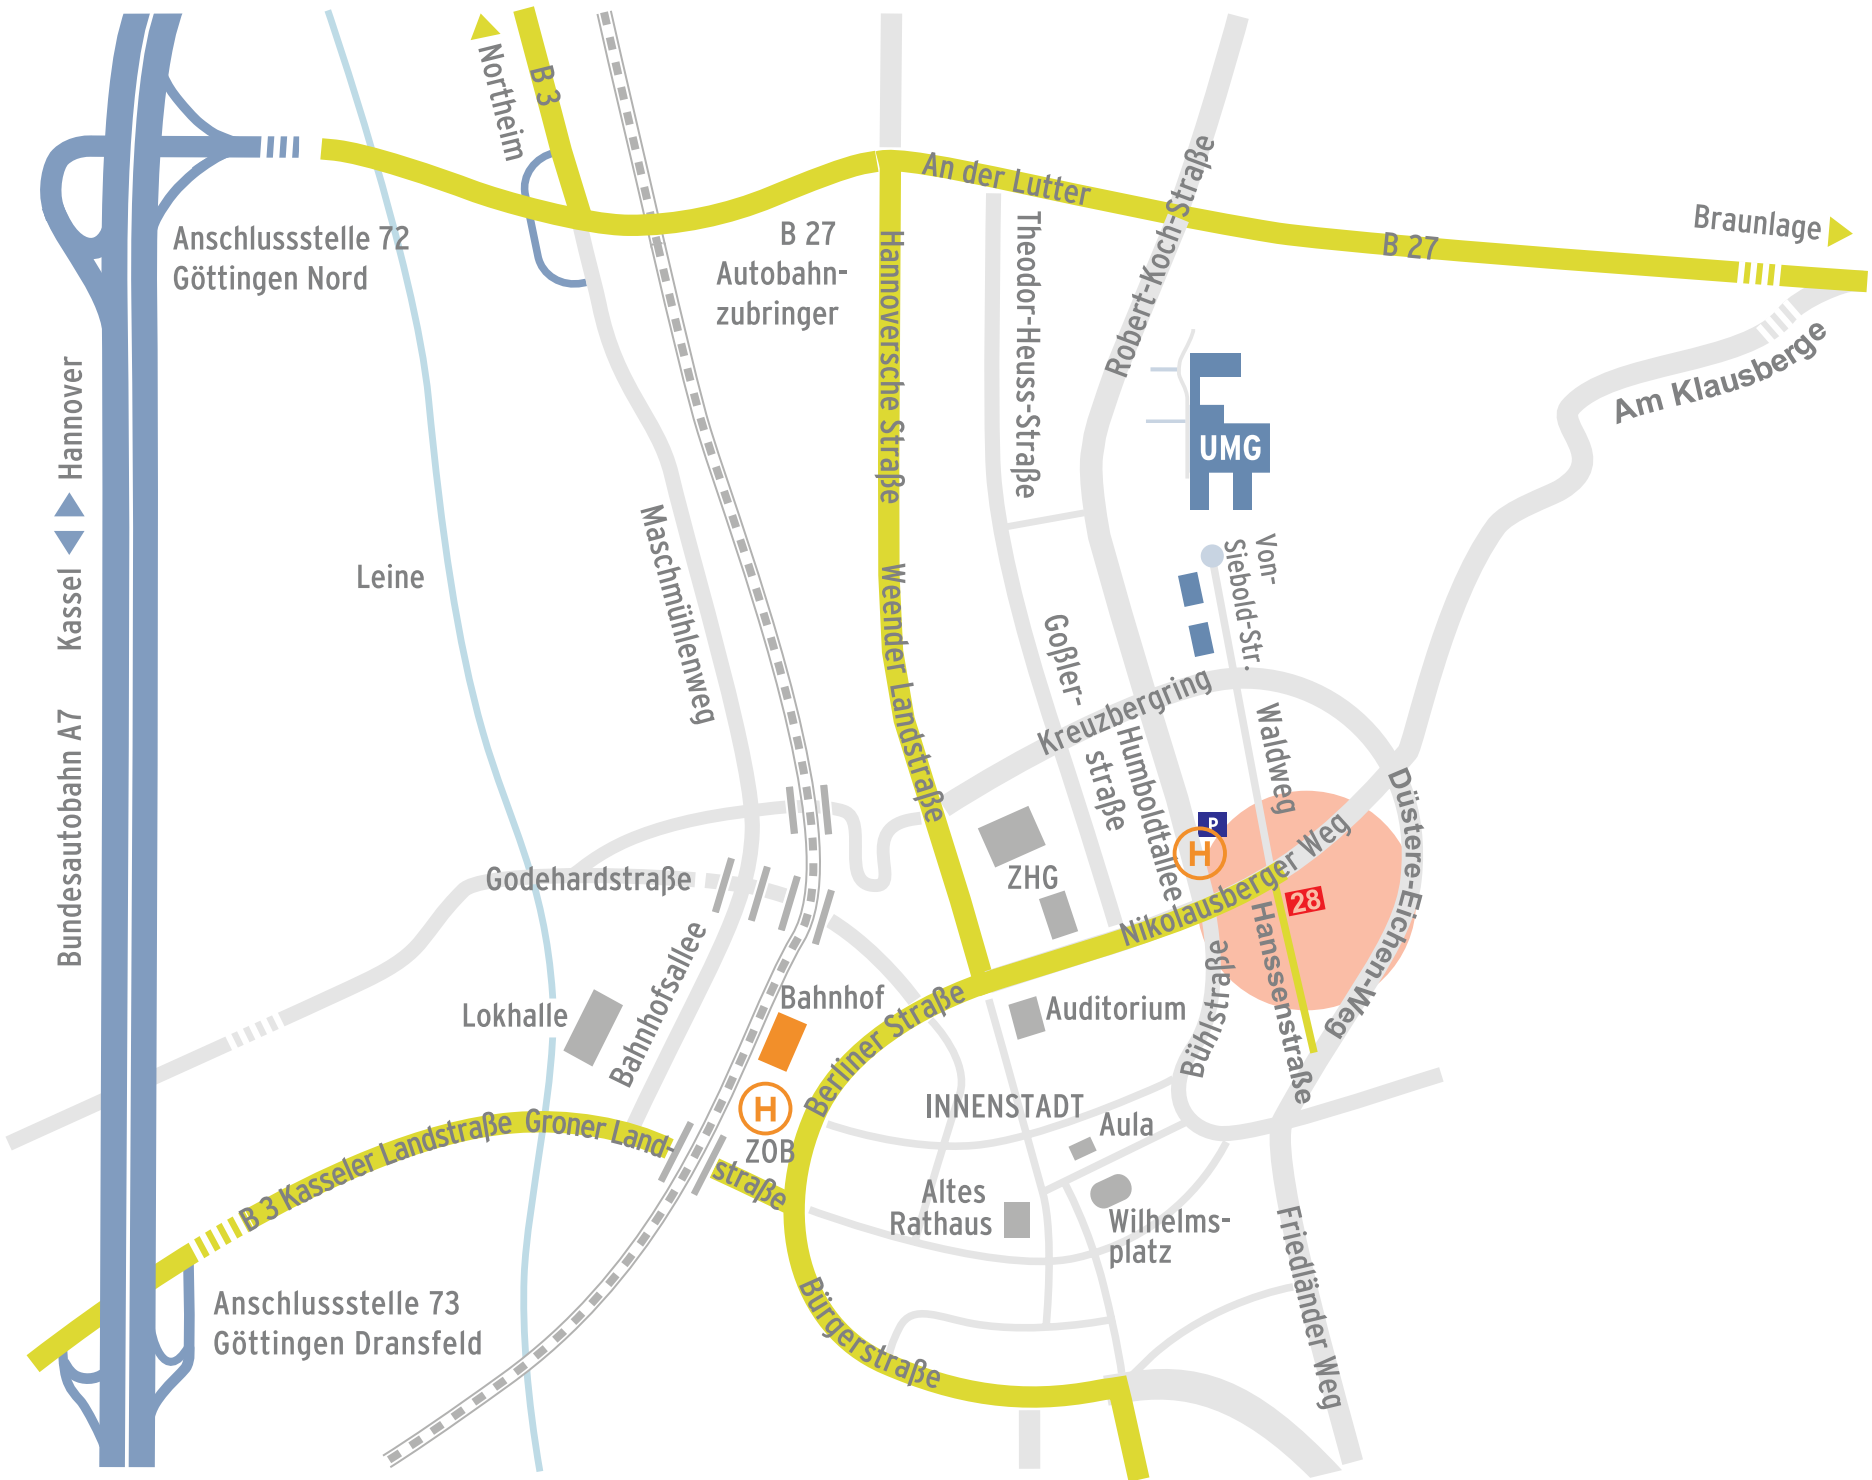 Northeim
B 3
An der Lutter
Robert-Koch-Straße
Anschlussstelle 72
Göttingen Nord
B 27
Autobahn-
zubringer
B 27
Braunlage
Hannoversche Straße
Theodor-Heuss-Straße
Am Klausberge
Hannover
Kassel
Bundesautobahn A7
UMG
Leine
Maschmühlenweg
Weender Landstraße
Von-
Siebold-Str.
Goßler-
straße
Kreuzbergring
Humboldtallee
Waldweg
Düstere-Eichen-Weg
P
H
Nikolausberger Weg
28
ZHG
Godehardstraße
Hanssenstraße
Bühlstraße
Bahnhofsallee
Lokhalle
Bahnhof
Berliner Straße
Auditorium
H
ZOB
INNENSTADT
Aula
B 3 Kasseler Landstraße
Groner Land-
straße
Altes
Rathaus
Wilhelms-
platz
Friedländer Weg
Anschlussstelle 73
Göttingen Dransfeld
Bürgerstraße